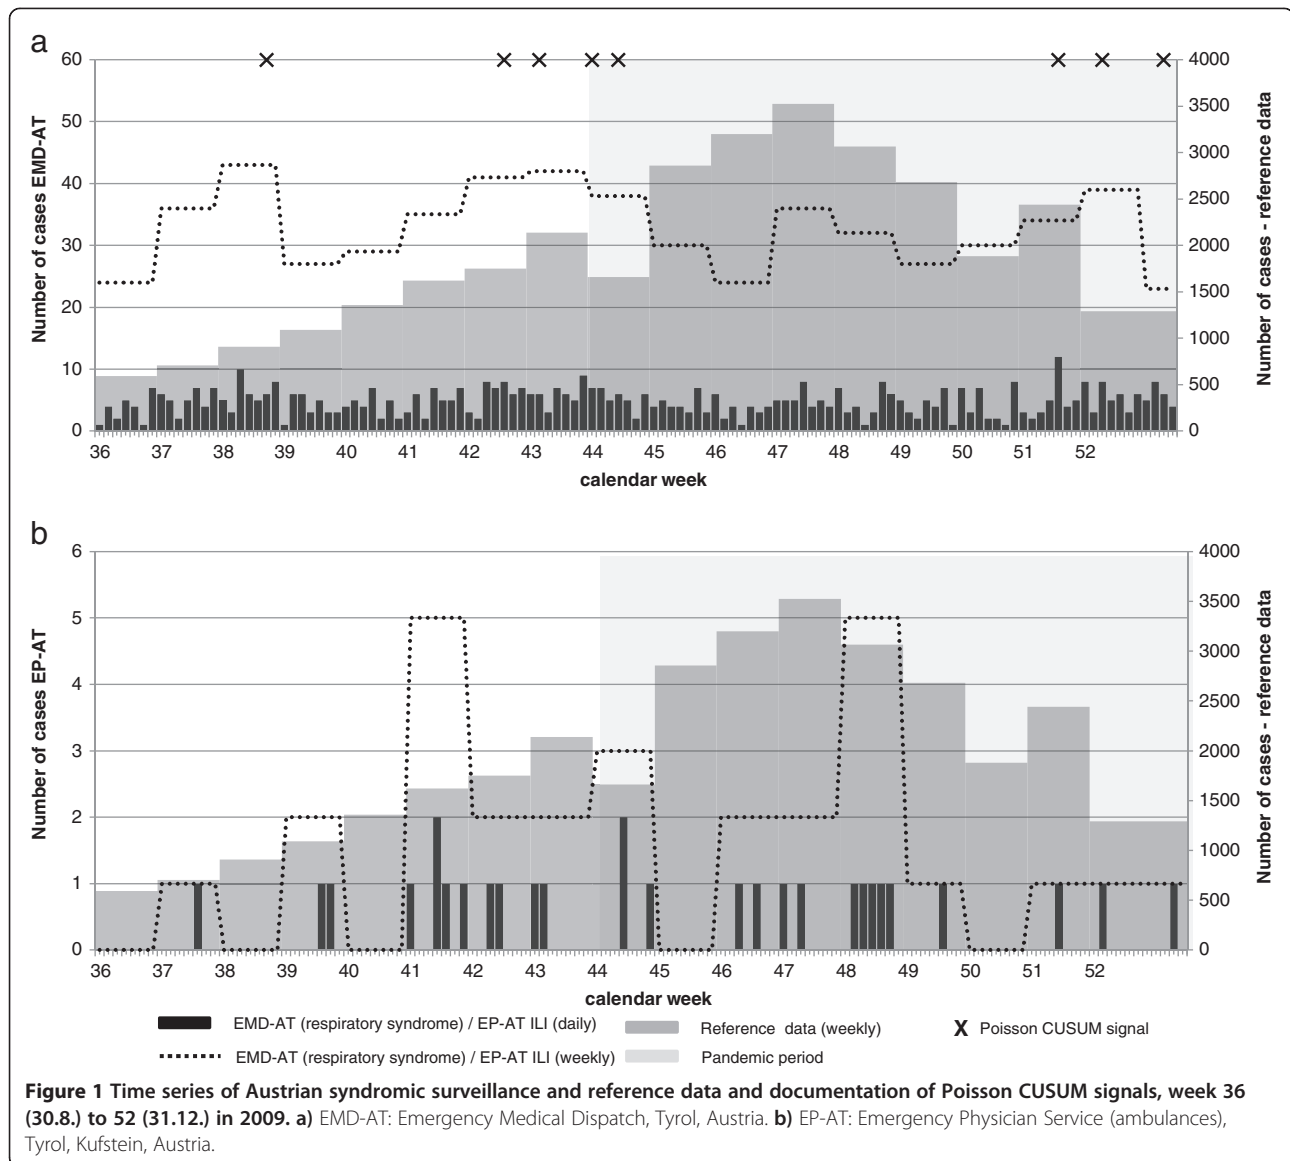 a
60
50
40
30
20
10
0
Number of cases EMD-AT
4000
3500
3000
2500
2000
1500
1000
500
0
Number of cases - reference data
36 37 38 39 40 41 42 43 44 45 46 47 48 49 50 51 52
calendar week
b
6
5
4
3
2
1
0
Number of cases EP-AT
4000
3500
3000
2500
2000
1500
1000
500
0
Number of cases - reference data
36 37 38 39 40 41 42 43 44 45 46 47 48 49 50 51 52
calendar week
EMD-AT (respiratory syndrome) / EP-AT ILI (daily)
Reference data (weekly)
X Poisson CUSUM signal
EMD-AT (respiratory syndrome) / EP-AT ILI (weekly)
Pandemic period
Figure 1 Time series of Austrian syndromic surveillance and reference data and documentation of Poisson CUSUM signals, week 36
(30.8.) to 52 (31.12.) in 2009. a) EMD-AT: Emergency Medical Dispatch, Tyrol, Austria. b) EP-AT: Emergency Physician Service (ambulances),
Tyrol, Kufstein, Austria.